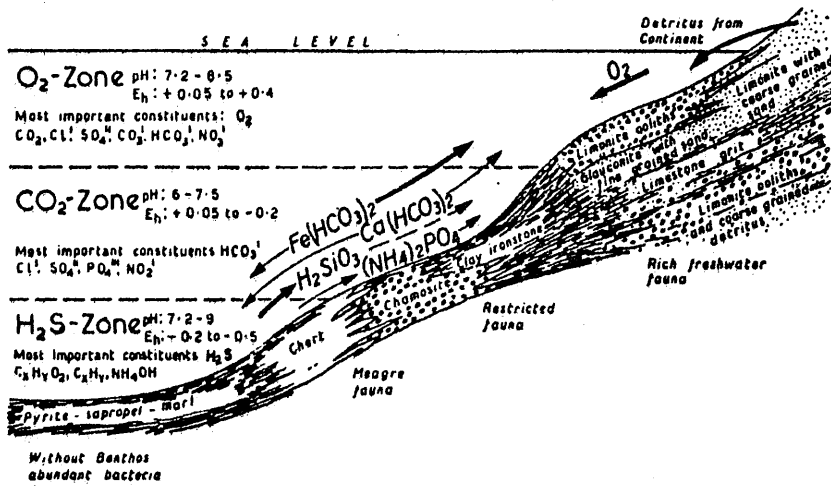 Detritus from
Continent
SEA LEVEL
O₂
O₂-Zone pH: 7·2 - 8·5
Eh: + 0·05 to + 0·4
Most important constituents: O₂
CO₂, Cl', SO₄", CO₃', HCO₃', NO₃'
CO₂-Zone pH: 6 - 7·5
Eh: + 0·05 to - 0·2
Most important constituents HCO₃'
Cl', SO₄", PO₄''', NO₂'
H₂S-Zone pH: 7·2 - 9
Eh: - 0·2 to - 0·5
Most Important constituents H₂S
CxHyO₂, CxHy, NH₄OH
Fe(HCO₃)₂
Ca(HCO₃)₂
H₂SiO₃
(NH₄)₂PO₄
Limonite with
coarse grained
sand
Limonite ooliths
Glauconite with
fine grained sand
Limestone grit
Limonite ooliths
and coarse grained
detritus
Clay ironstone
Chamosite
Chert
Pyrite - sapropel - marl
Rich freshwater
fauna
Restricted
fauna
Meagre
fauna
Without Benthos
abundant bacteria